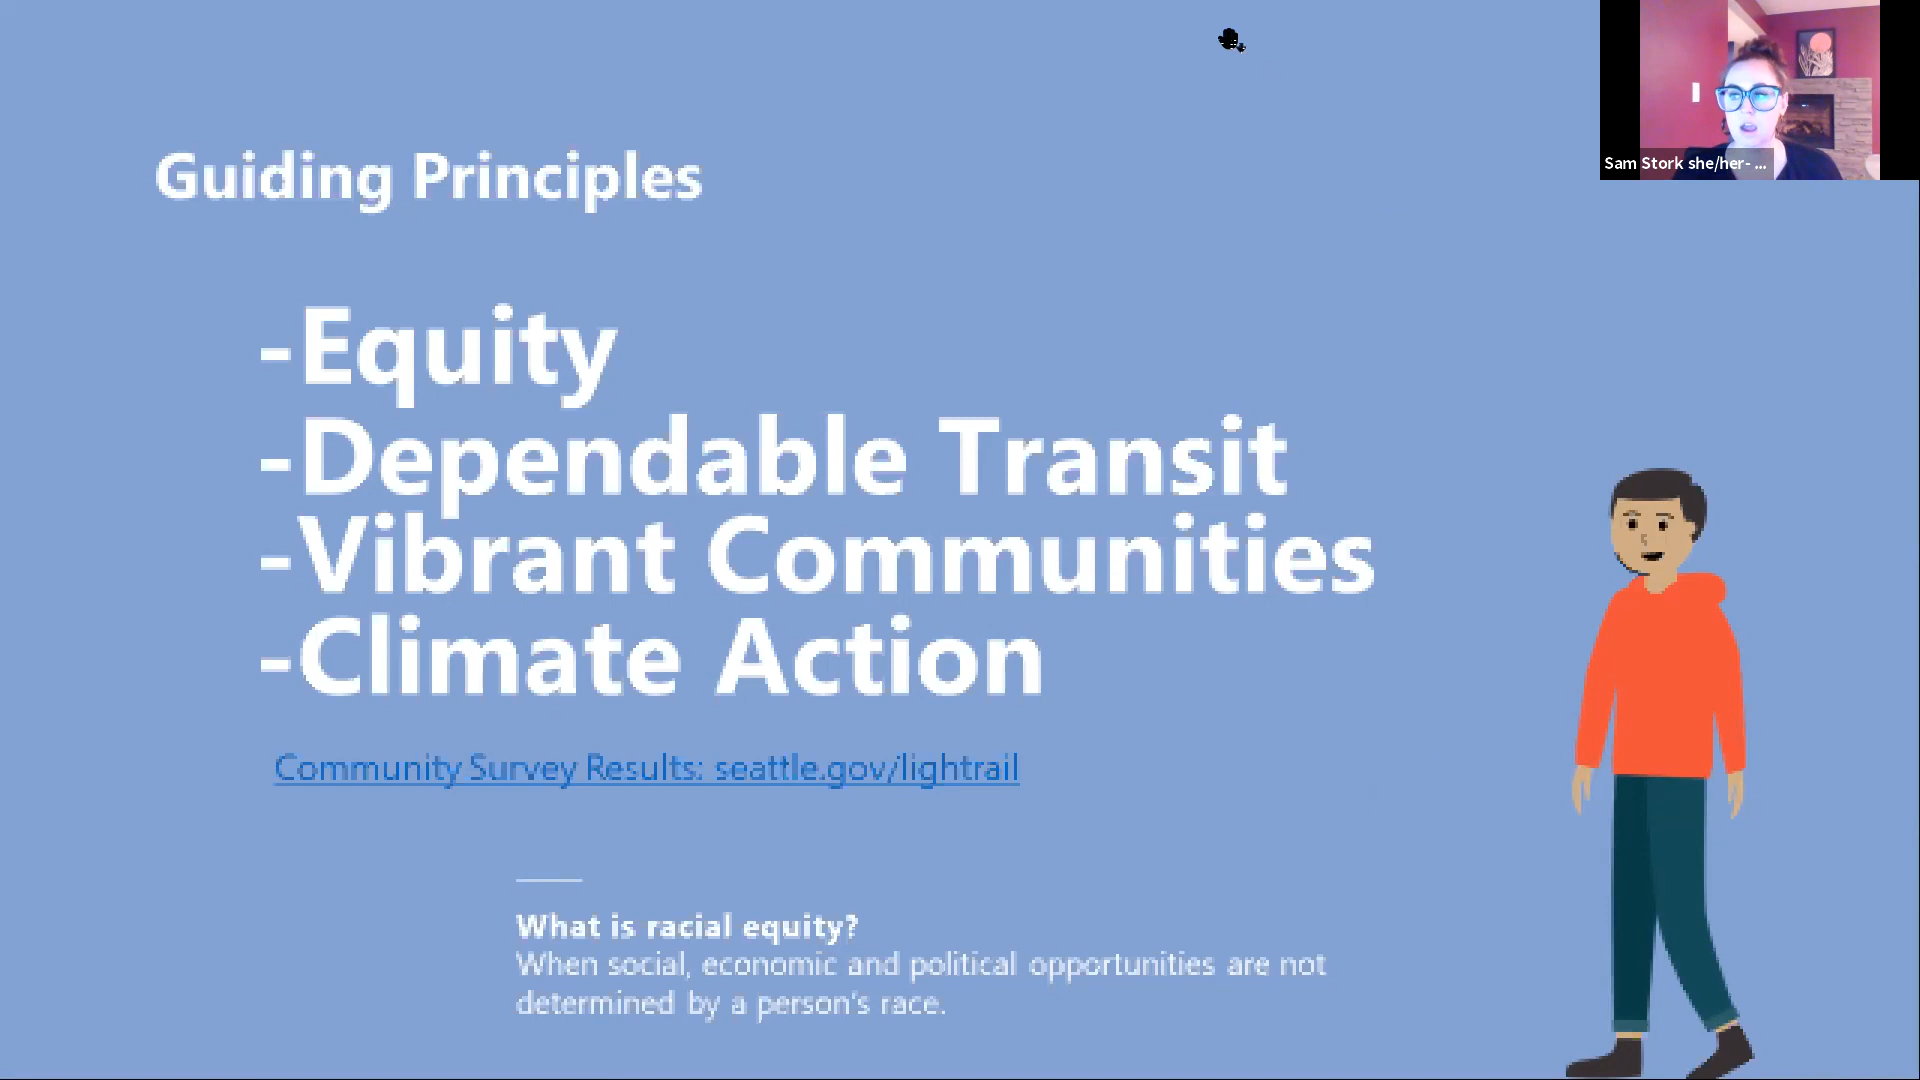 Sam Stork she/her- ...
Guiding Principles
-Equity
-Dependable Transit
-Vibrant Communities
-Climate Action
Community Survey Results: seattle.gov/lightrail
What is racial equity?
When social, economic and political opportunities are not
determined by a person's race.